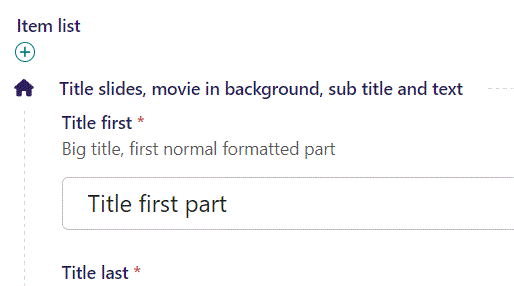 Item list
Title slides, movie in background, sub title and text
Title first *
Big title, first normal formatted part
Title first part
Title last *